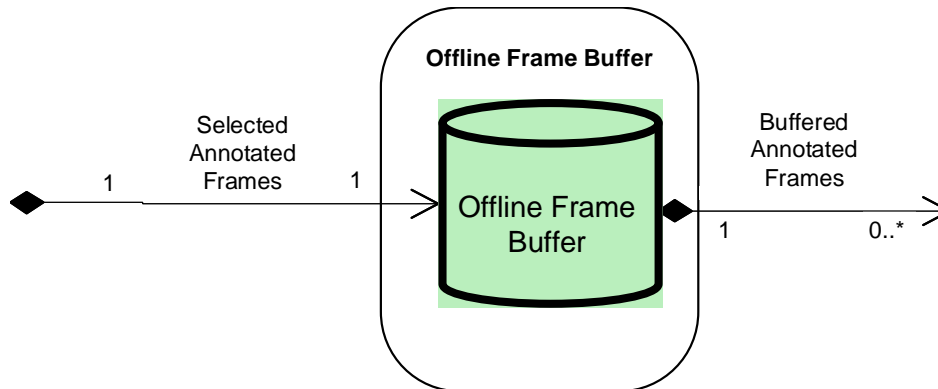 Offline Frame Buffer
Selected
Annotated
Frames
1
1
Offline Frame
Buffer
Buffered
Annotated
Frames
1
0..*